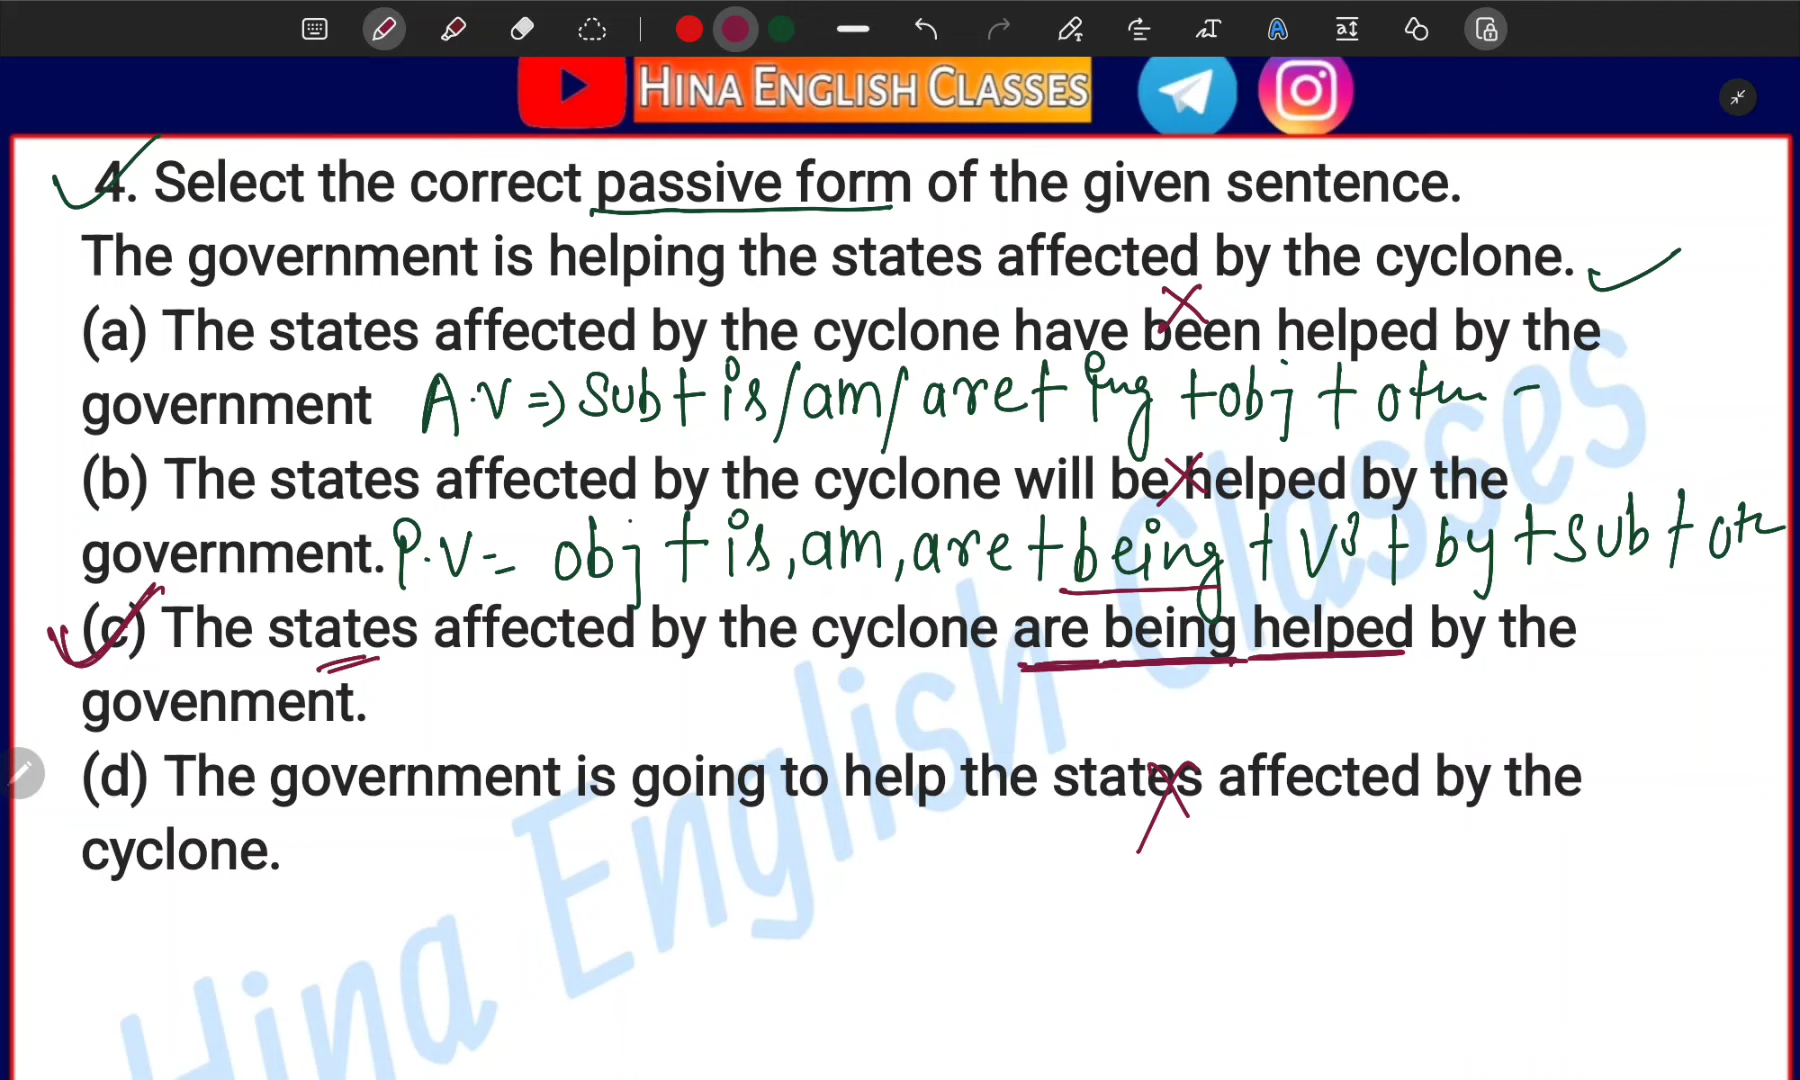 HINA ENGLISH CLASSES
4. Select the correct passive form of the given sentence.
The government is helping the states affected by the cyclone.
(a) The states affected by the cyclone have been helped by the
government A.V => Sub + is/am/are + ing + obj +
(b) The states affected by the cyclone will be helped by the
government. P.V = obj + is, am, are + being + V3 + by + sub +
(c) The states affected by the cyclone are being helped by the
govenment.
(d) The government is going to help the states affected by the
cyclone.
Hina English Classes